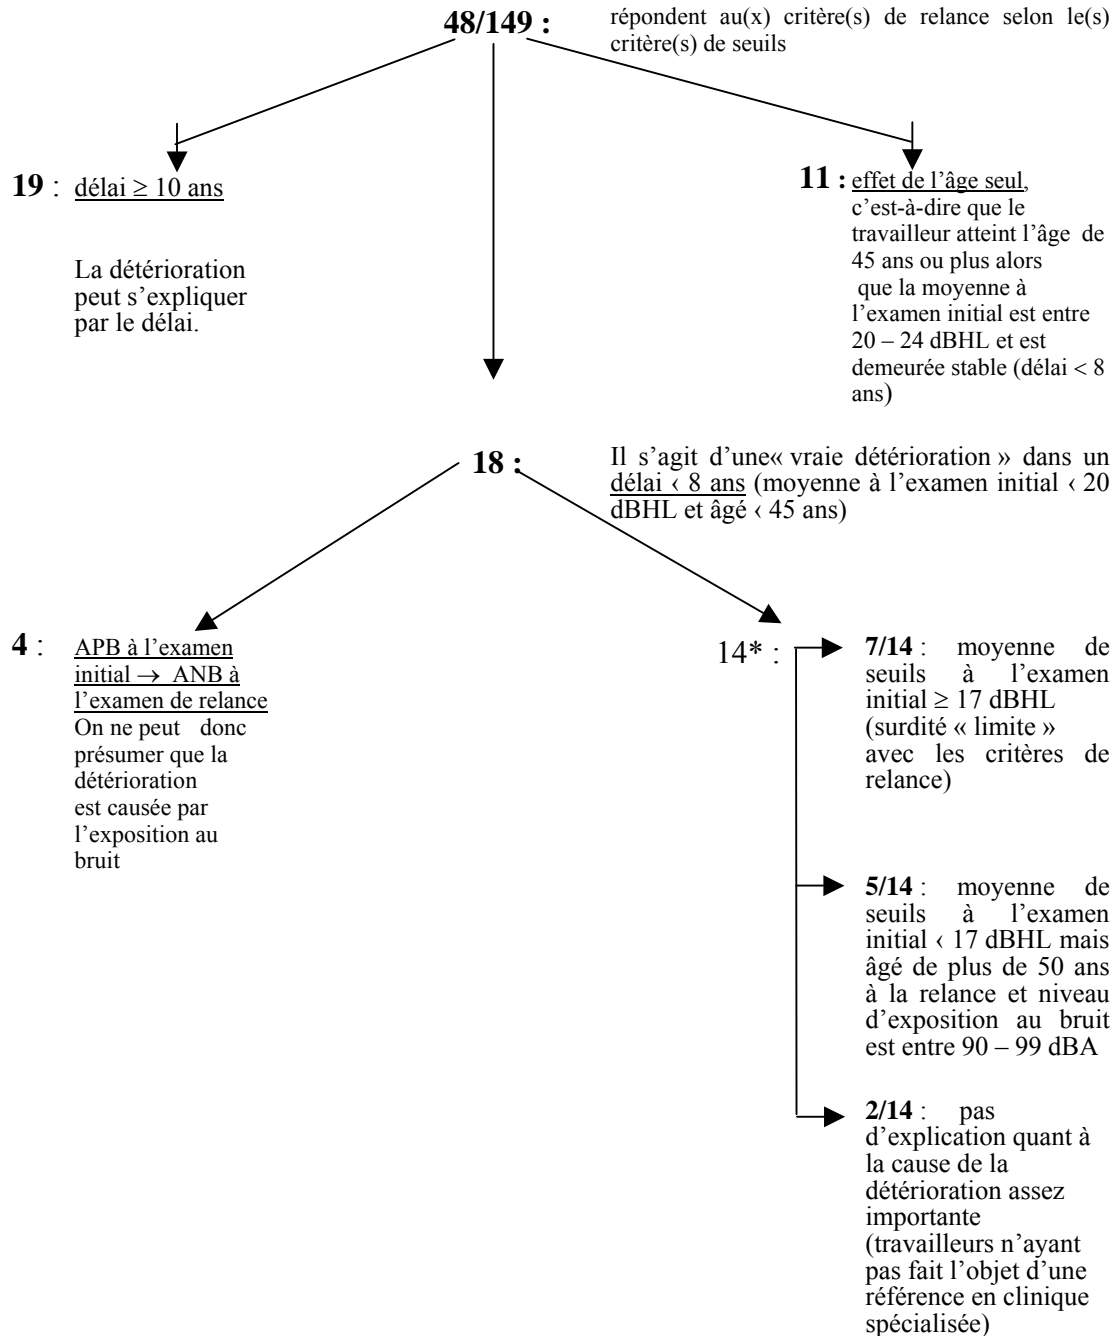 48/149 :
répondent au(x) critère(s) de relance selon le(s)
critère(s) de seuils
19 : délai ≥ 10 ans
La détérioration
peut s’expliquer
par le délai.
11 : effet de l’âge seul,
c’est-à-dire que le
travailleur atteint l’âge de
45 ans ou plus alors
que la moyenne à
l’examen initial est entre
20 – 24 dBHL et est
demeurée stable (délai < 8
ans)
18 :
Il s’agit d’une« vraie détérioration » dans un
délai ‹ 8 ans (moyenne à l’examen initial ‹ 20
dBHL et âgé ‹ 45 ans)
4 : APB à l’examen
initial → ANB à
l’examen de relance
On ne peut donc
présumer que la
détérioration
est causée par
l’exposition au
bruit
14* :
7/14 : moyenne de
seuils à l’examen
initial ≥ 17 dBHL
(surdité « limite »
avec les critères de
relance)
5/14 : moyenne de
seuils à l’examen
initial ‹ 17 dBHL mais
âgé de plus de 50 ans
à la relance et niveau
d’exposition au bruit
est entre 90 – 99 dBA
2/14 : pas
d’explication quant à
la cause de la
détérioration assez
importante
(travailleurs n’ayant
pas fait l’objet d’une
référence en clinique
spécialisée)